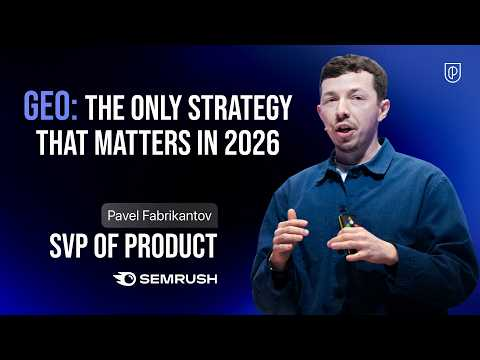 GEO: THE ONLY STRATEGY
THAT MATTERS IN 2026
Pavel Fabrikantov
SVP OF PRODUCT
SEMRUSH